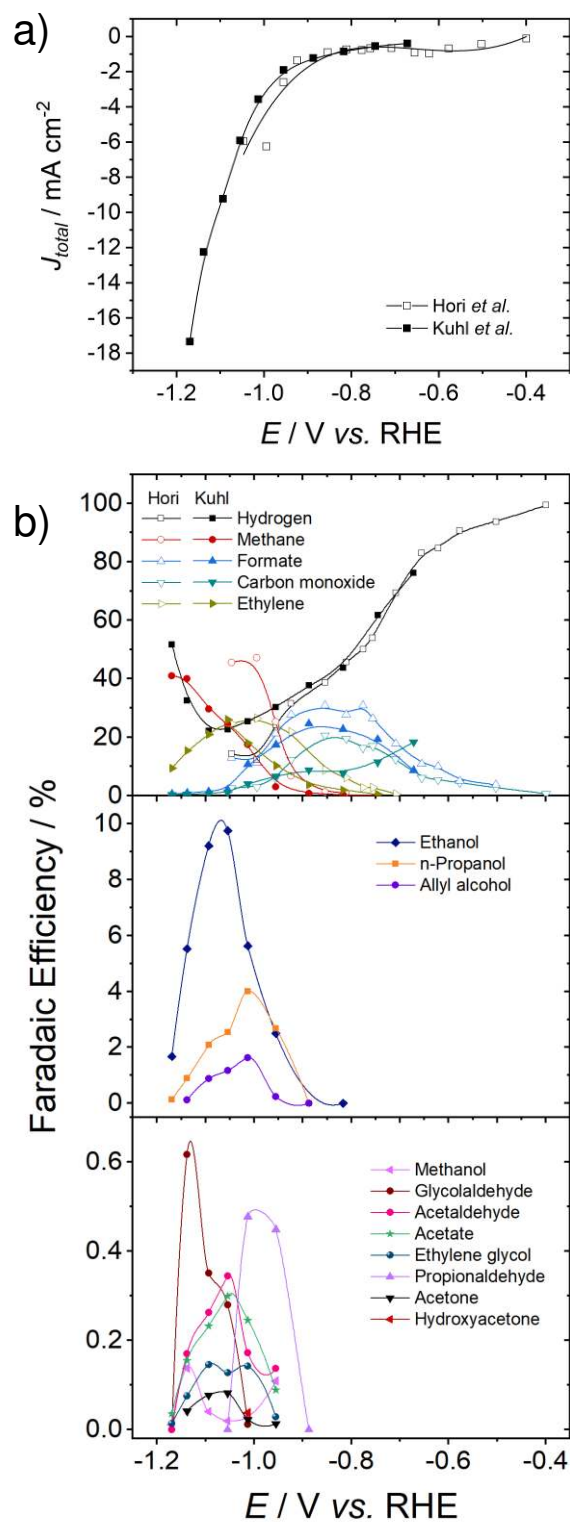 a)
0
-2
-4
-6
-8
-10
-12
-14
-16
-18
J_total / mA cm⁻²
Hori et al.
Kuhl et al.
-1.2 -1.0 -0.8 -0.6 -0.4
E / V vs. RHE
b)
Hori Kuhl
Hydrogen
Methane
Formate
Carbon monoxide
Ethylene
100
80
60
40
20
0
Faradaic Efficiency / %
Ethanol
n-Propanol
Allyl alcohol
10
8
6
4
2
0
Methanol
Glycolaldehyde
Acetaldehyde
Acetate
Ethylene glycol
Propionaldehyde
Acetone
Hydroxyacetone
0.6
0.4
0.2
0.0
-1.2 -1.0 -0.8 -0.6 -0.4
E / V vs. RHE